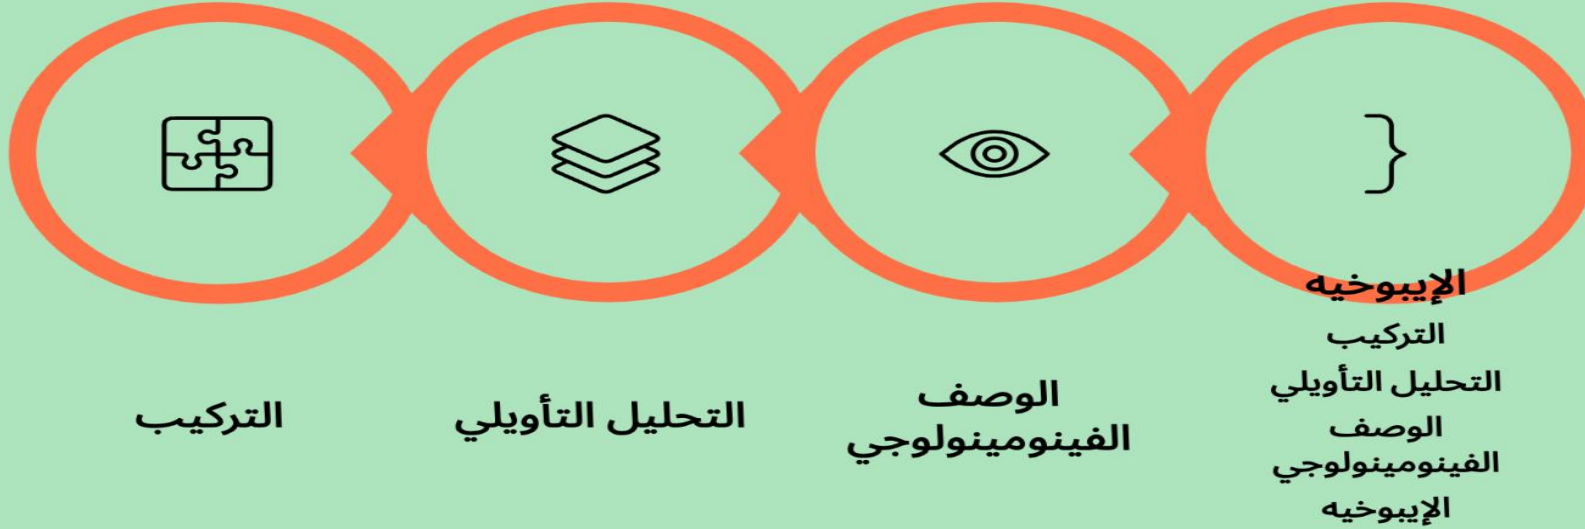 الإيبوخيه
التركيب
التحليل التأويلي
الوصف
الفينومينولوجي
الإيبوخيه
الوصف
الفينومينولوجي
التحليل التأويلي
التركيب